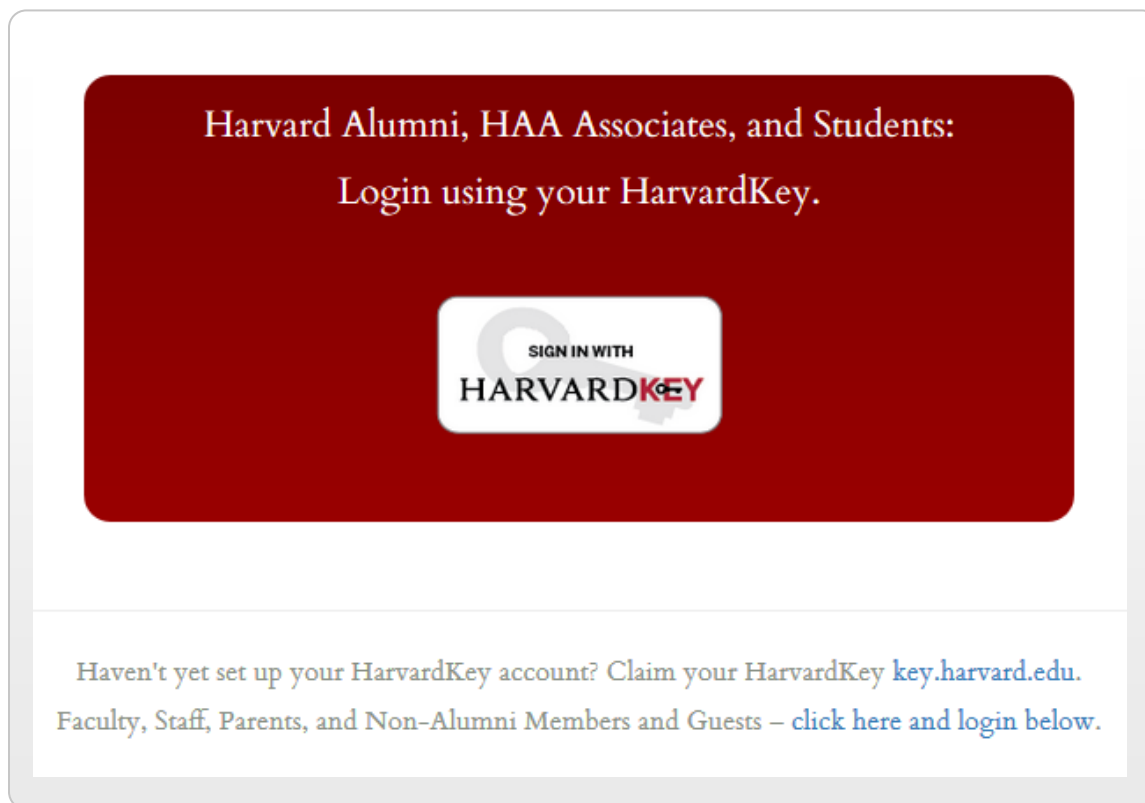 Harvard Alumni, HAA Associates, and Students:
Login using your HarvardKey.
SIGN IN WITH
HARVARDKEY
Haven't yet set up your HarvardKey account? Claim your HarvardKey key.harvard.edu.
Faculty, Staff, Parents, and Non-Alumni Members and Guests – click here and login below.